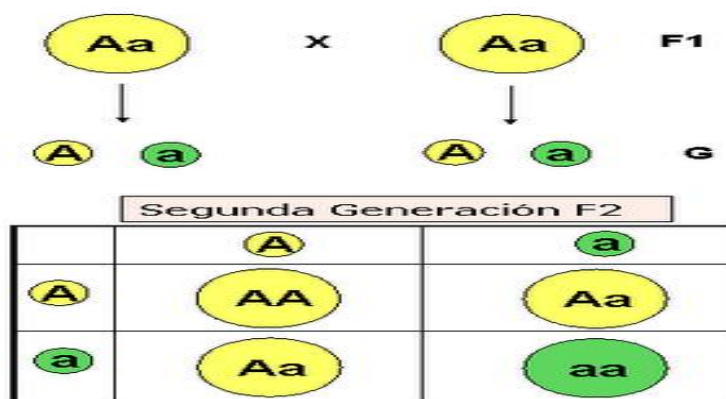 Aa x Aa F1
A a A a G
Segunda Generación F2
A a
A AA Aa
a Aa aa